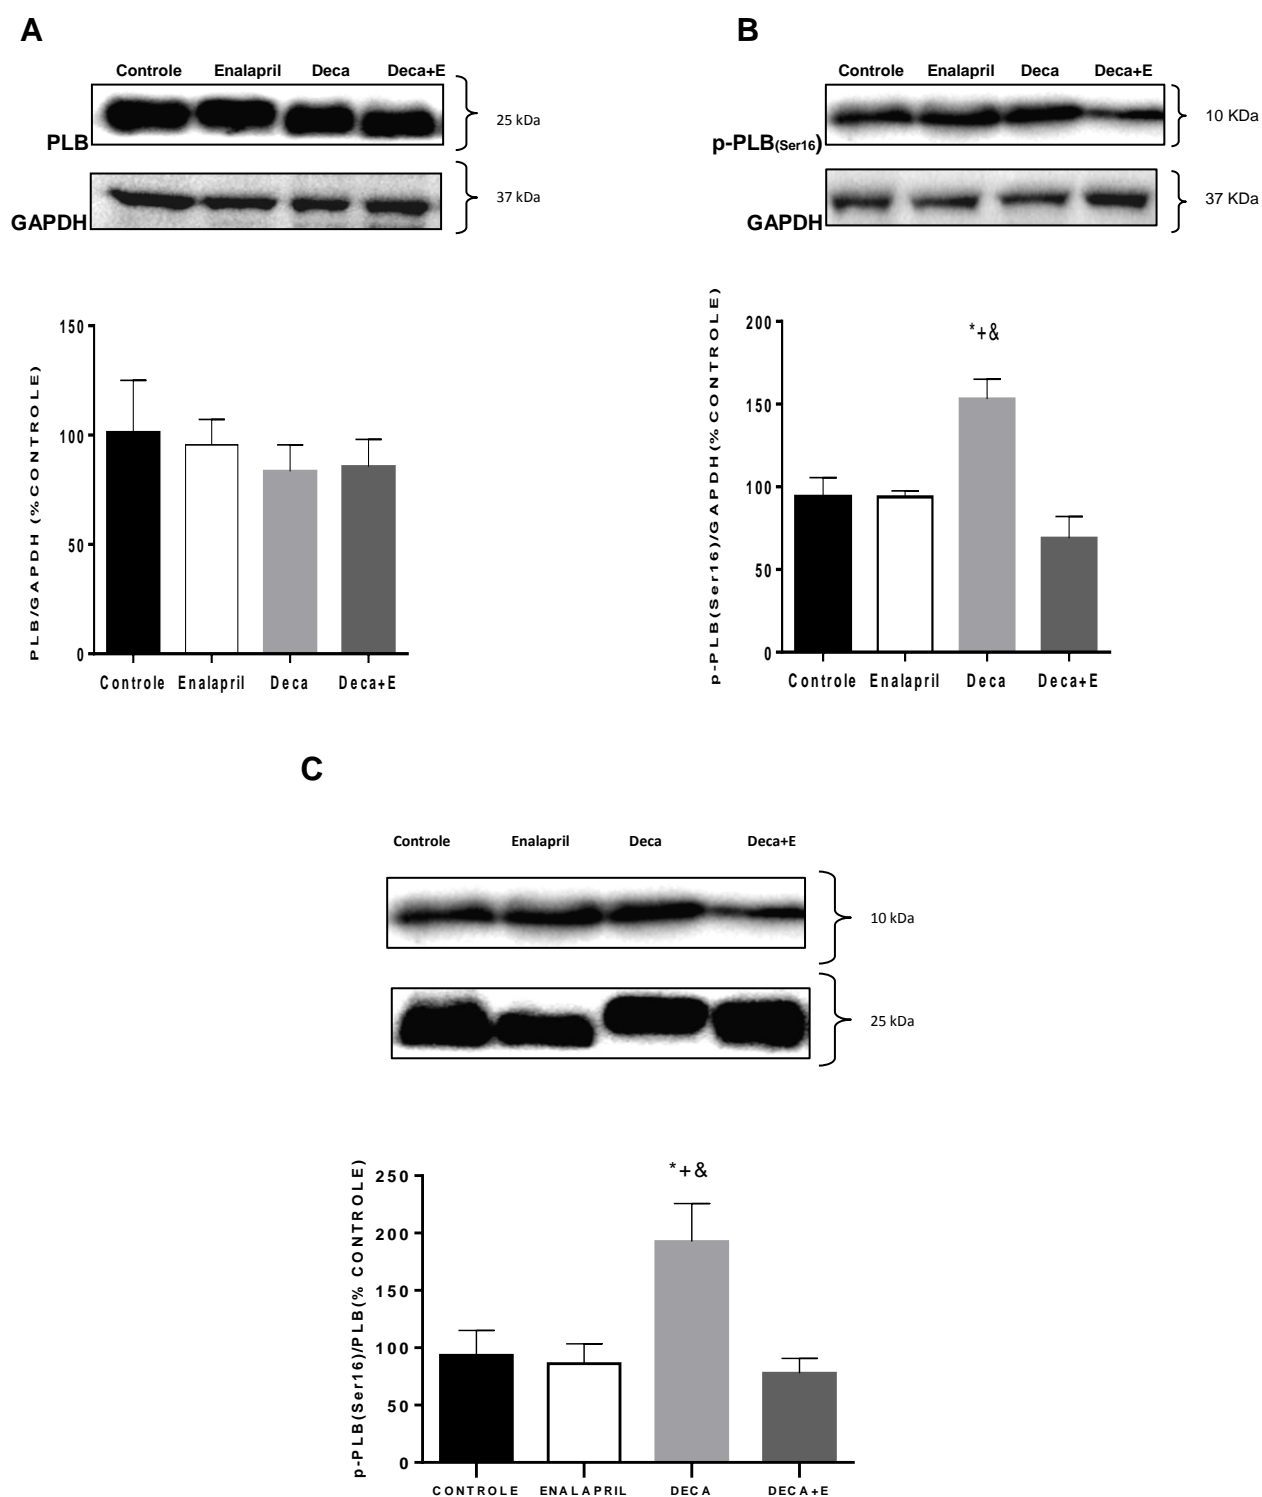 A
Controle Enalapril Deca Deca+E
PLB
25 kDa
GAPDH
37 kDa
PLB/GAPDH (%CONTROLE)
150
100
50
0
Controle Enalapril Deca Deca+E
B
Controle Enalapril Deca Deca+E
p-PLB(Ser16)
10 KDa
GAPDH
37 KDa
p-PLB(Ser16)/GAPDH(%CONTROLE)
200
*+&
150
100
50
0
Controle Enalapril Deca Deca+E
C
Controle Enalapril Deca Deca+E
10 kDa
25 kDa
p-PLB(Ser16)/PLB(% CONTROLE)
250
*+&
200
150
100
50
0
CONTROLE ENALAPRIL DECA DECA+E